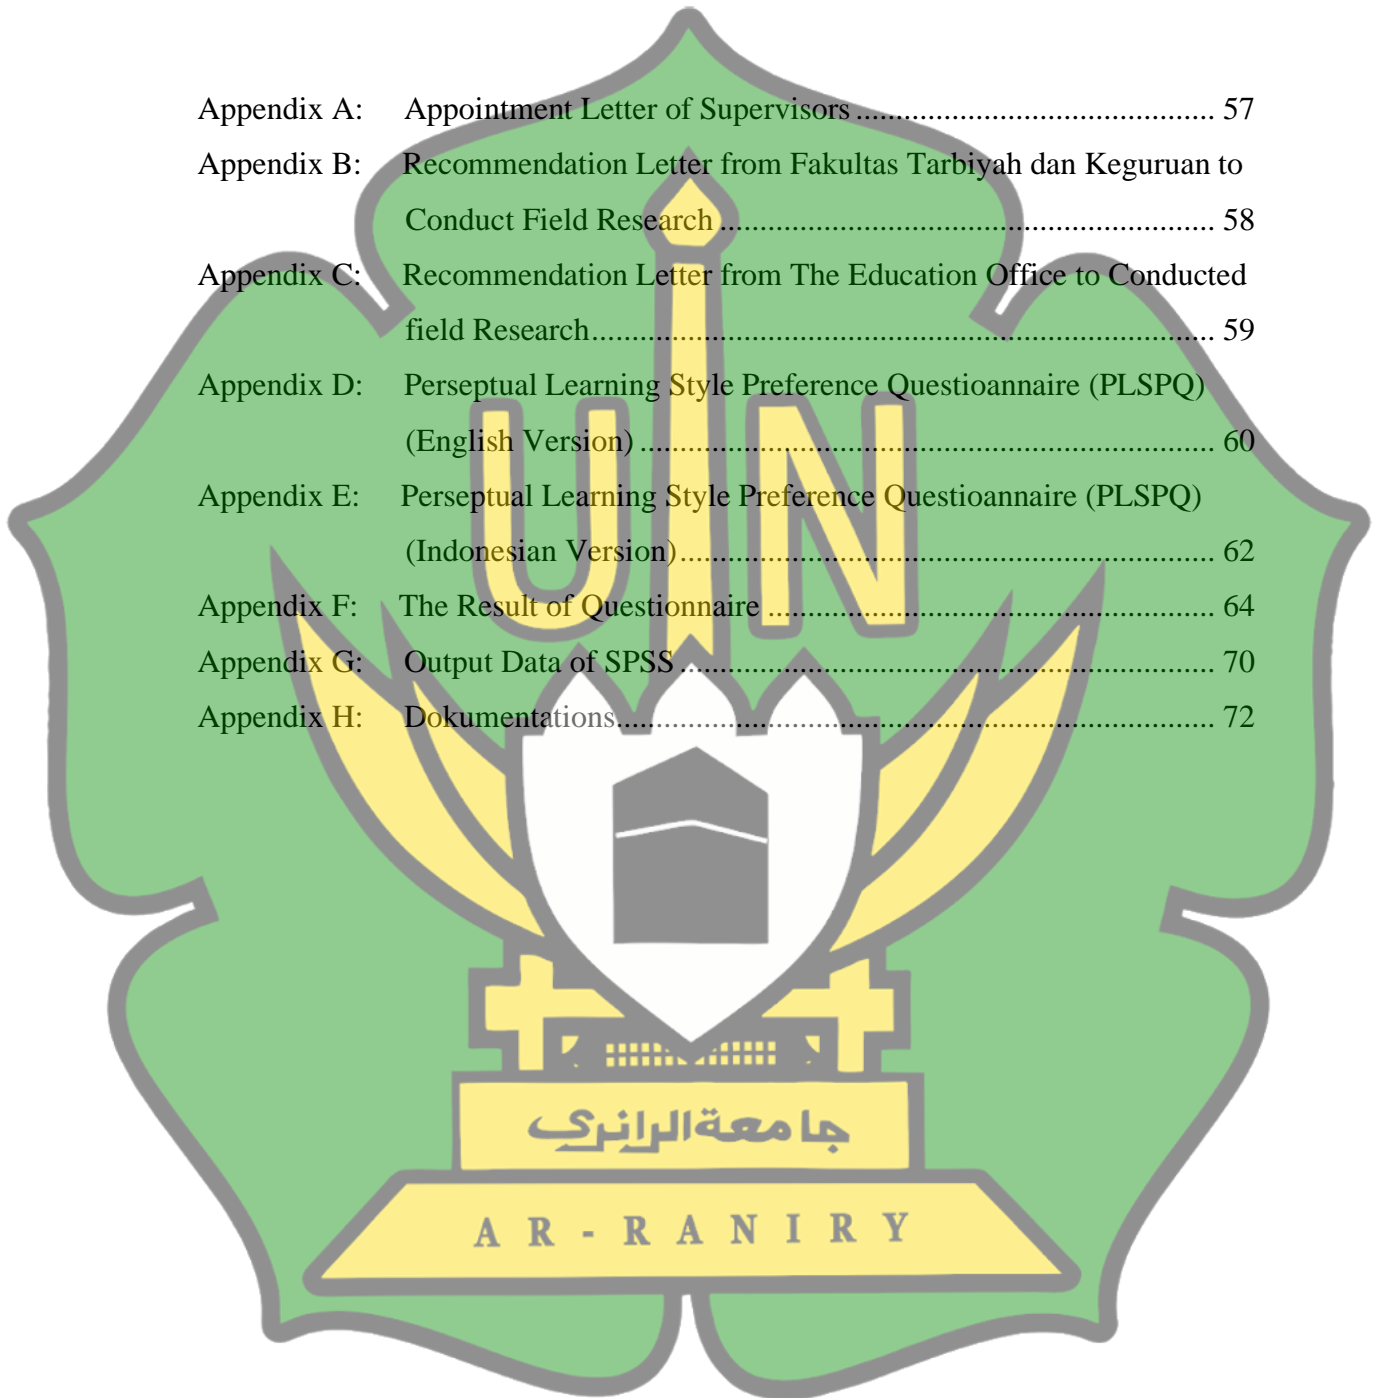 Appendix A: Appointment Letter of Supervisors ............................................ 57
Appendix B: Recommendation Letter from Fakultas Tarbiyah dan Keguruan to
Conduct Field Research ............................................................. 58
Appendix C: Recommendation Letter from The Education Office to Conducted
field Research............................................................................. 59
Appendix D: Perseptual Learning Style Preference Questioannaire (PLSPQ)
(English Version) ....................................................................... 60
Appendix E: Perseptual Learning Style Preference Questioannaire (PLSPQ)
(Indonesian Version).................................................................. 62
Appendix F: The Result of Questionnaire ....................................................... 64
Appendix G: Output Data of SPSS .................................................................. 70
Appendix H: Dokumentations.......................................................................... 72
UIN
جامعة الرانري
AR-RANIRY